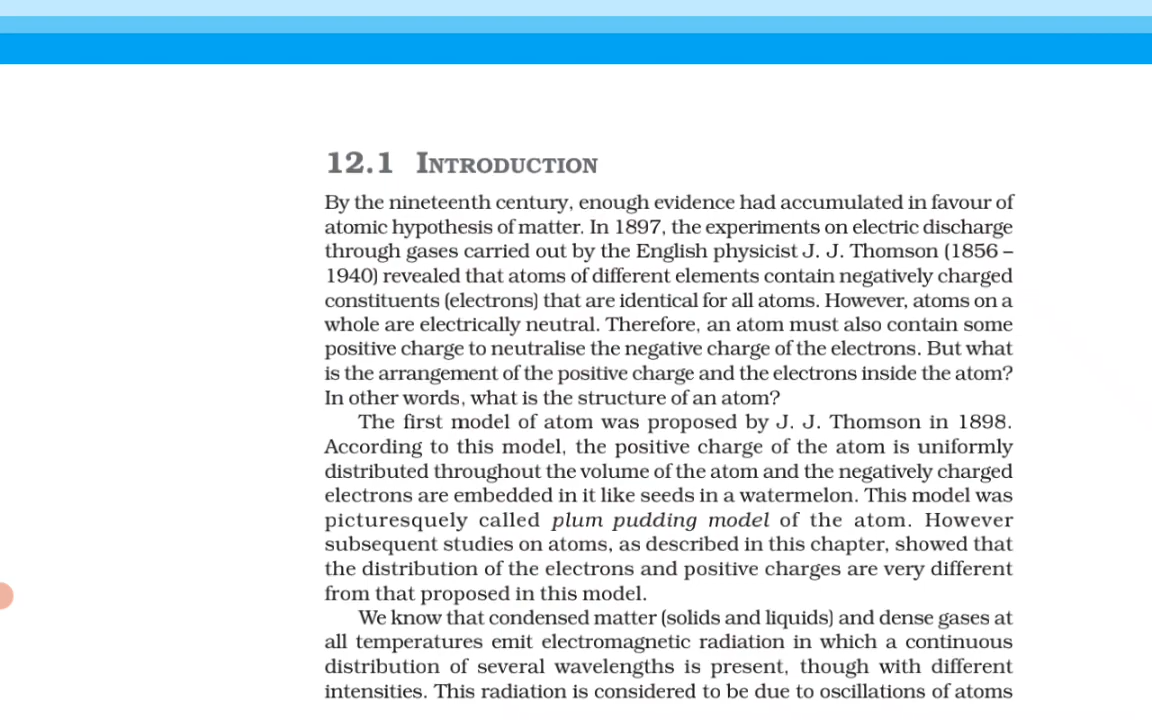 12.1 INTRODUCTION
By the nineteenth century, enough evidence had accumulated in favour of
atomic hypothesis of matter. In 1897, the experiments on electric discharge
through gases carried out by the English physicist J. J. Thomson (1856 –
1940) revealed that atoms of different elements contain negatively charged
constituents (electrons) that are identical for all atoms. However, atoms on a
whole are electrically neutral. Therefore, an atom must also contain some
positive charge to neutralise the negative charge of the electrons. But what
is the arrangement of the positive charge and the electrons inside the atom?
In other words, what is the structure of an atom?
The first model of atom was proposed by J. J. Thomson in 1898.
According to this model, the positive charge of the atom is uniformly
distributed throughout the volume of the atom and the negatively charged
electrons are embedded in it like seeds in a watermelon. This model was
picturesquely called plum pudding model of the atom. However
subsequent studies on atoms, as described in this chapter, showed that
the distribution of the electrons and positive charges are very different
from that proposed in this model.
We know that condensed matter (solids and liquids) and dense gases at
all temperatures emit electromagnetic radiation in which a continuous
distribution of several wavelengths is present, though with different
intensities. This radiation is considered to be due to oscillations of atoms